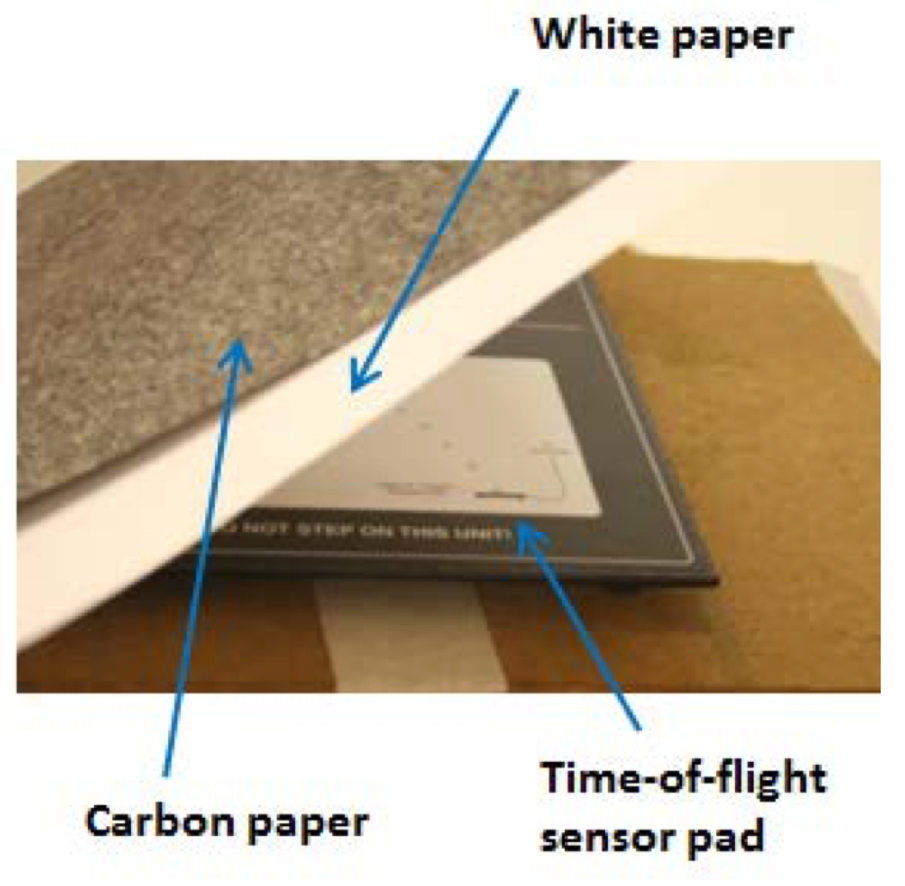 White paper
NOT STEP ON THIS UNIT!
Carbon paper
Time-of-flight
sensor pad